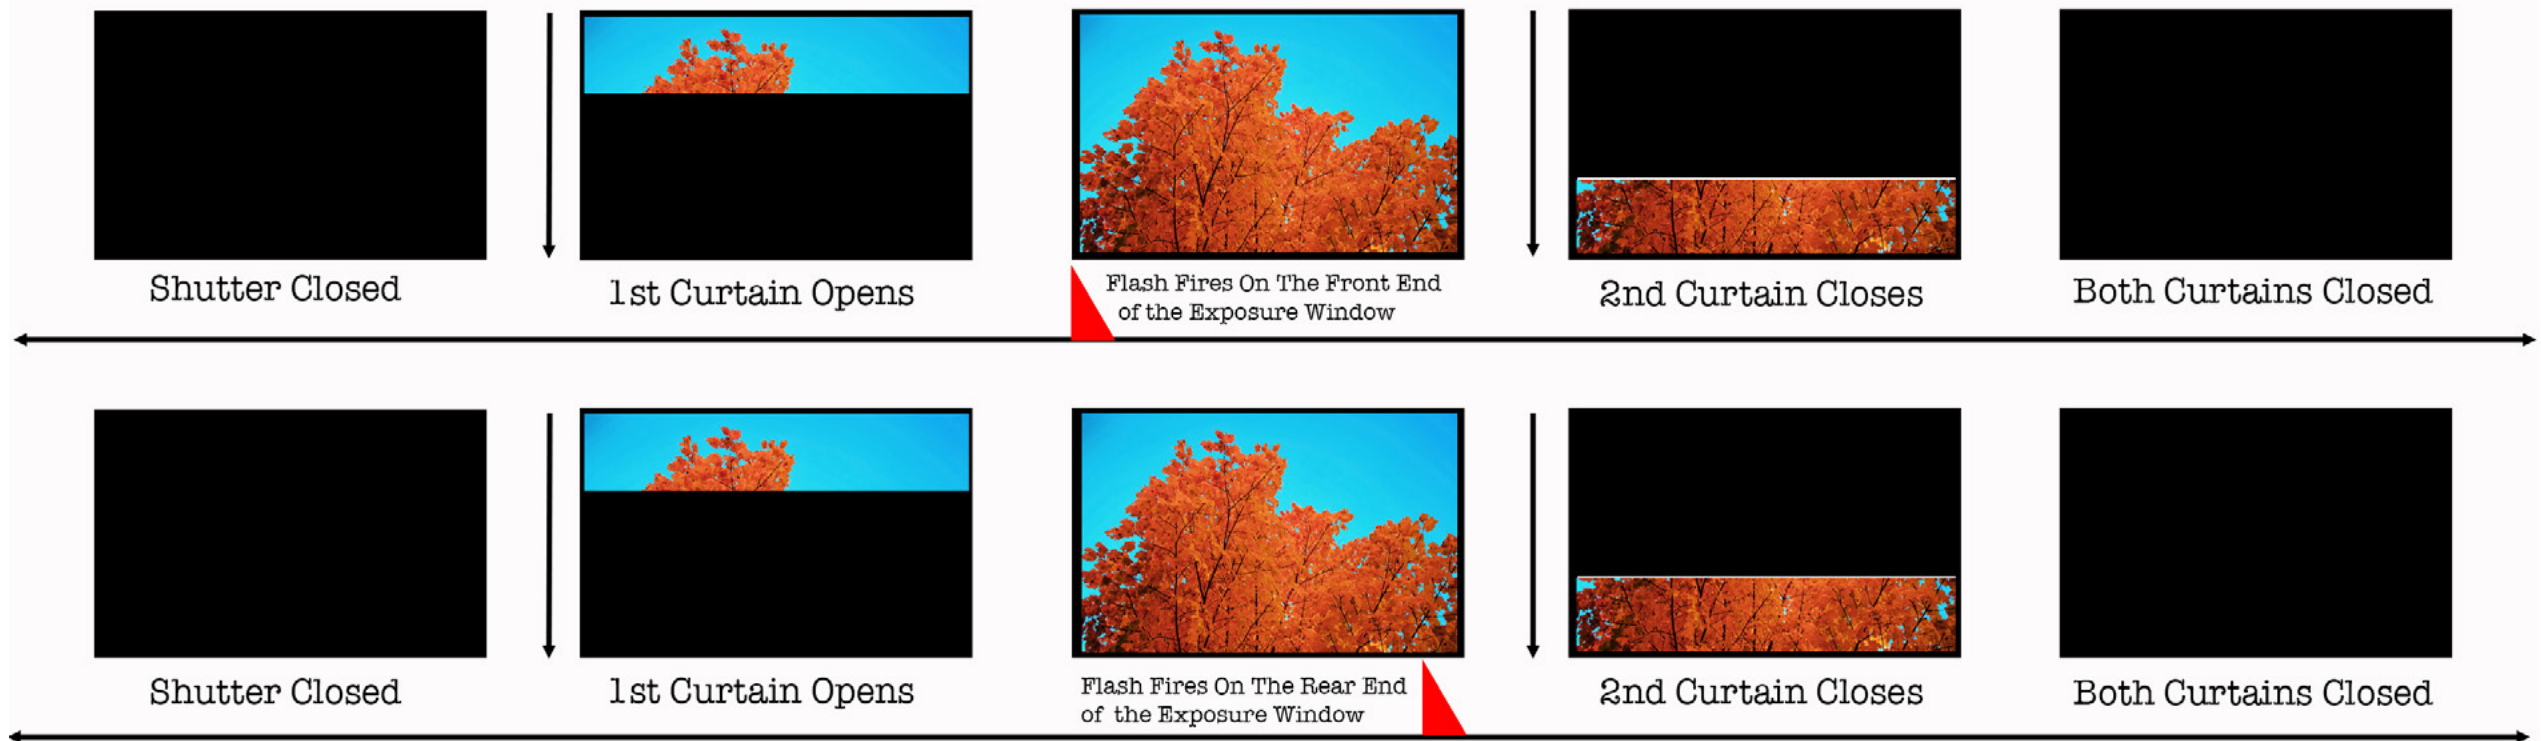 Shutter Closed
1st Curtain Opens
Flash Fires On The Front End
of the Exposure Window
2nd Curtain Closes
Both Curtains Closed
Shutter Closed
1st Curtain Opens
Flash Fires On The Rear End
of the Exposure Window
2nd Curtain Closes
Both Curtains Closed